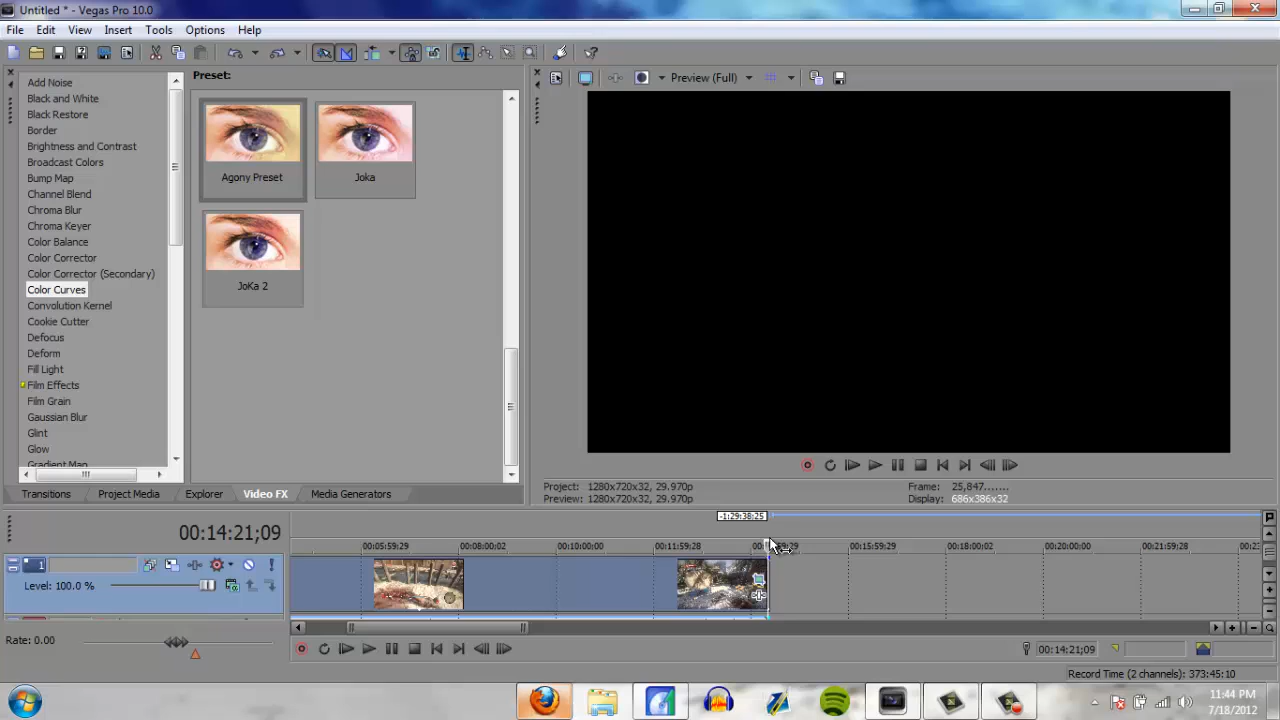 Untitled * - Vegas Pro 10.0
File Edit View Insert Tools Options Help
Preset:
Preview (Full)
Add Noise
Black and White
Black Restore
Border
Brightness and Contrast
Broadcast Colors
Bump Map
Channel Blend
Chroma Blur
Chroma Keyer
Color Balance
Color Corrector
Color Corrector (Secondary)
Color Curves
Convolution Kernel
Cookie Cutter
Defocus
Deform
Fill Light
Film Effects
Film Grain
Gaussian Blur
Glint
Glow
Gradient Map
Agony Preset
Joka
JoKa 2
Transitions Project Media Explorer Video FX Media Generators
Project: 1280x720x32, 29.970p
Preview: 1280x720x32, 29.970p
Frame: 25,847.......
Display: 686x386x32
-1:29:38;25
00:14:21;09
00:05:59;29 00:08:00;02 00:10:00;00 00:11:59;28 00:15:59;29 00:18:00;02 00:20:00;00 00:21:59;28
1
Level: 100.0 %
Rate: 0.00
00:14:21;09
Record Time (2 channels): 373:45:10
11:44 PM
7/18/2012